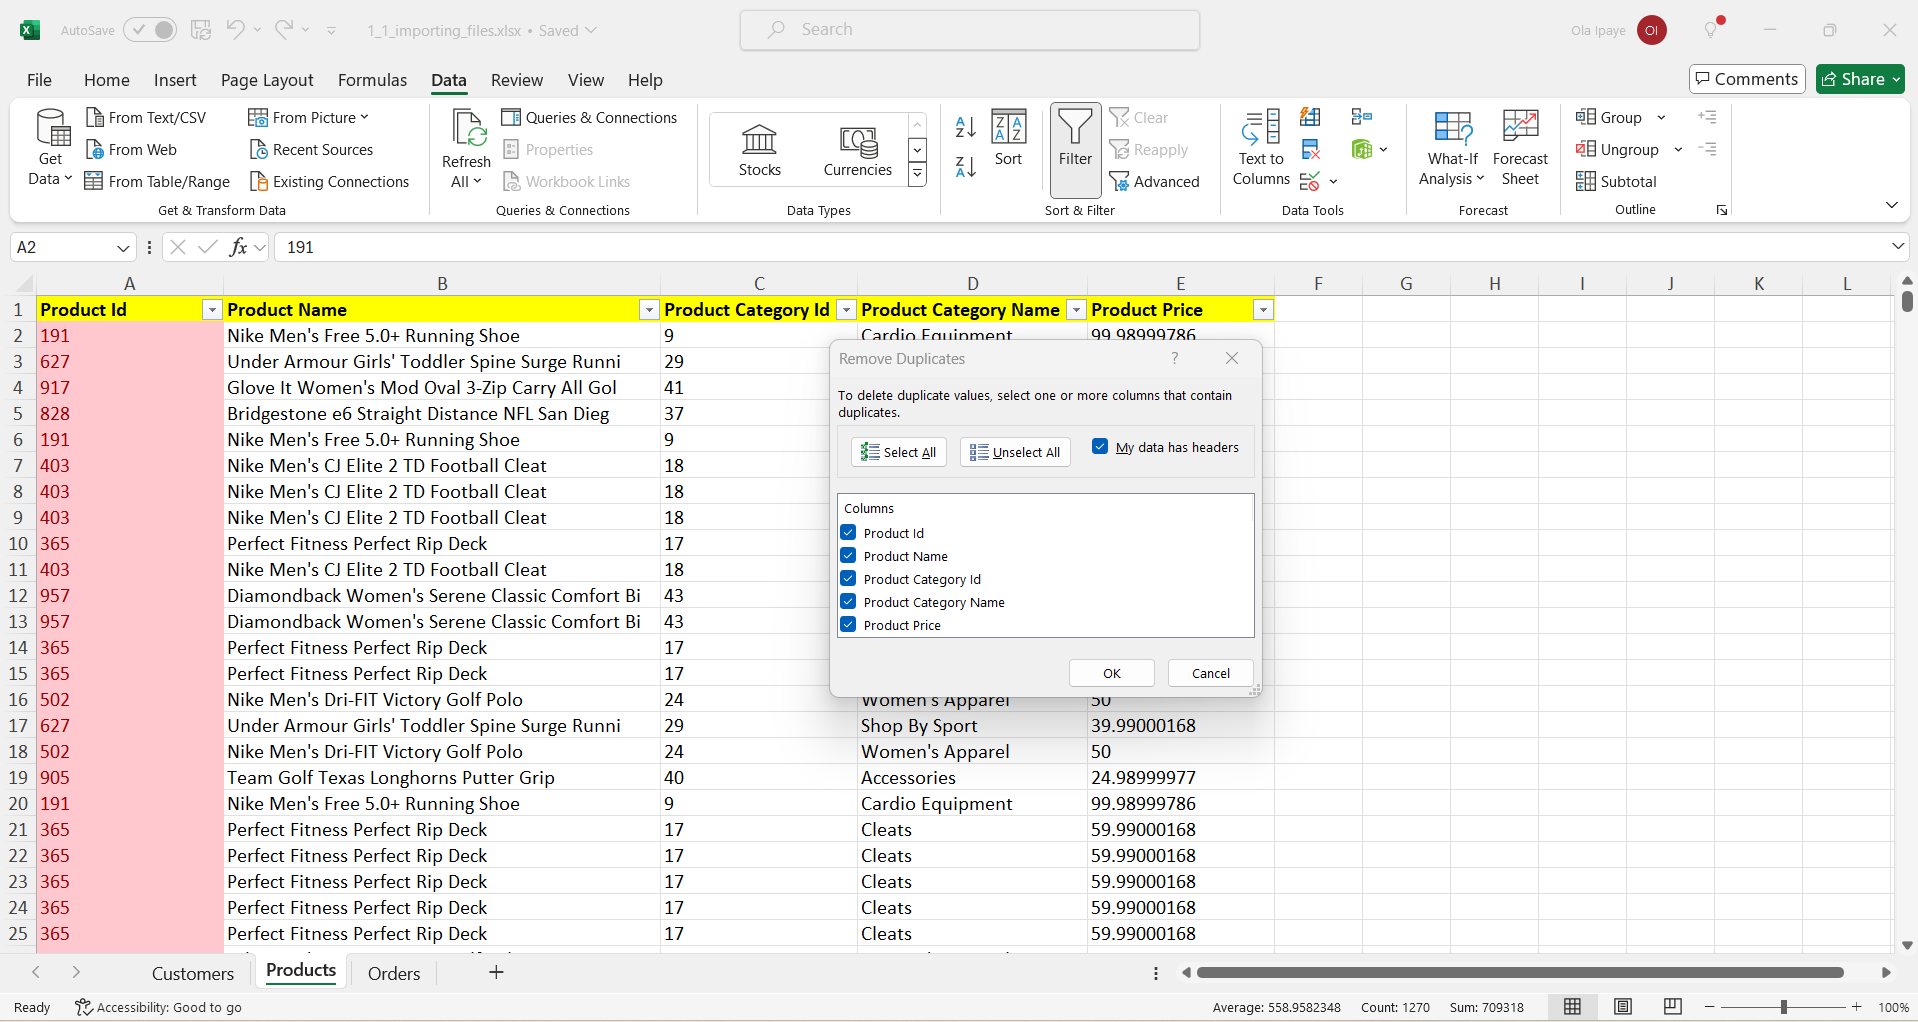 AutoSave
1_1_importing_files.xlsx • Saved
Search
Ola Ipaye
OI
File Home Insert Page Layout Formulas Data Review View Help
Comments
Share
Get Data
From Text/CSV
From Web
From Table/Range
From Picture
Recent Sources
Existing Connections
Get & Transform Data
Refresh All
Queries & Connections
Properties
Workbook Links
Queries & Connections
Stocks
Currencies
Data Types
Sort
Filter
Clear
Reapply
Advanced
Sort & Filter
Text to Columns
Data Tools
What-If Analysis
Forecast Sheet
Forecast
Group
Ungroup
Subtotal
Outline
A2
fx
191
A B C D E F G H I J K L
1 Product Id Product Name Product Category Id Product Category Name Product Price
2 191 Nike Men's Free 5.0+ Running Shoe 9 Cardio Equipment 99.98999786
3 627 Under Armour Girls' Toddler Spine Surge Runni 29
4 917 Glove It Women's Mod Oval 3-Zip Carry All Gol 41
5 828 Bridgestone e6 Straight Distance NFL San Dieg 37
6 191 Nike Men's Free 5.0+ Running Shoe 9
7 403 Nike Men's CJ Elite 2 TD Football Cleat 18
8 403 Nike Men's CJ Elite 2 TD Football Cleat 18
9 403 Nike Men's CJ Elite 2 TD Football Cleat 18
10 365 Perfect Fitness Perfect Rip Deck 17
11 403 Nike Men's CJ Elite 2 TD Football Cleat 18
12 957 Diamondback Women's Serene Classic Comfort Bi 43
13 957 Diamondback Women's Serene Classic Comfort Bi 43
14 365 Perfect Fitness Perfect Rip Deck 17
15 365 Perfect Fitness Perfect Rip Deck 17
16 502 Nike Men's Dri-FIT Victory Golf Polo 24 Women's Apparel 50
17 627 Under Armour Girls' Toddler Spine Surge Runni 29 Shop By Sport 39.99000168
18 502 Nike Men's Dri-FIT Victory Golf Polo 24 Women's Apparel 50
19 905 Team Golf Texas Longhorns Putter Grip 40 Accessories 24.98999977
20 191 Nike Men's Free 5.0+ Running Shoe 9 Cardio Equipment 99.98999786
21 365 Perfect Fitness Perfect Rip Deck 17 Cleats 59.99000168
22 365 Perfect Fitness Perfect Rip Deck 17 Cleats 59.99000168
23 365 Perfect Fitness Perfect Rip Deck 17 Cleats 59.99000168
24 365 Perfect Fitness Perfect Rip Deck 17 Cleats 59.99000168
25 365 Perfect Fitness Perfect Rip Deck 17 Cleats 59.99000168
Remove Duplicates ?
To delete duplicate values, select one or more columns that contain
duplicates.
Select All
Unselect All
My data has headers
Columns
Product Id
Product Name
Product Category Id
Product Category Name
Product Price
OK
Cancel
Customers Products Orders
Ready
Accessibility: Good to go
Average: 558.9582348 Count: 1270 Sum: 709318
100%